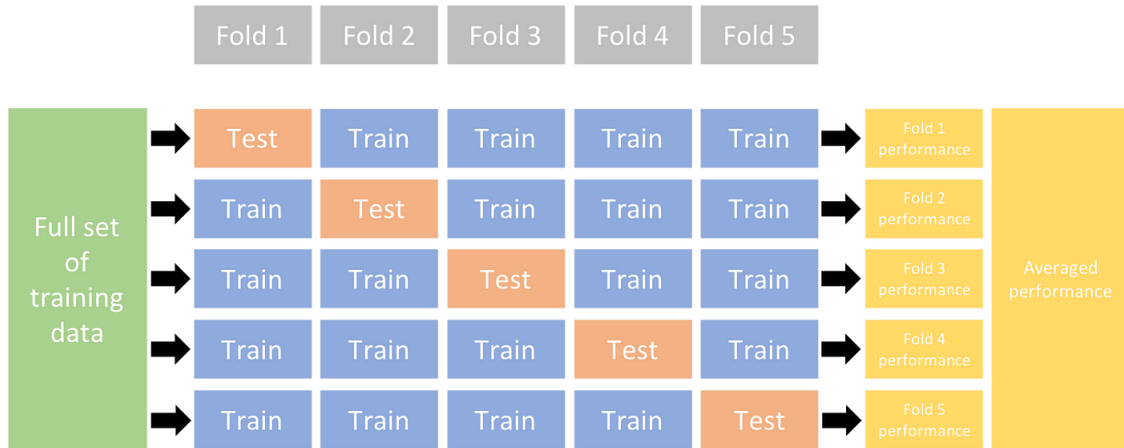 Fold 1 Fold 2 Fold 3 Fold 4 Fold 5
Full set
of
training
data
Test Train Train Train Train
Fold 1
performance
Train Test Train Train Train
Fold 2
performance
Train Train Test Train Train
Fold 3
performance
Train Train Train Test Train
Fold 4
performance
Train Train Train Train Test
Fold 5
performance
Averaged
performance